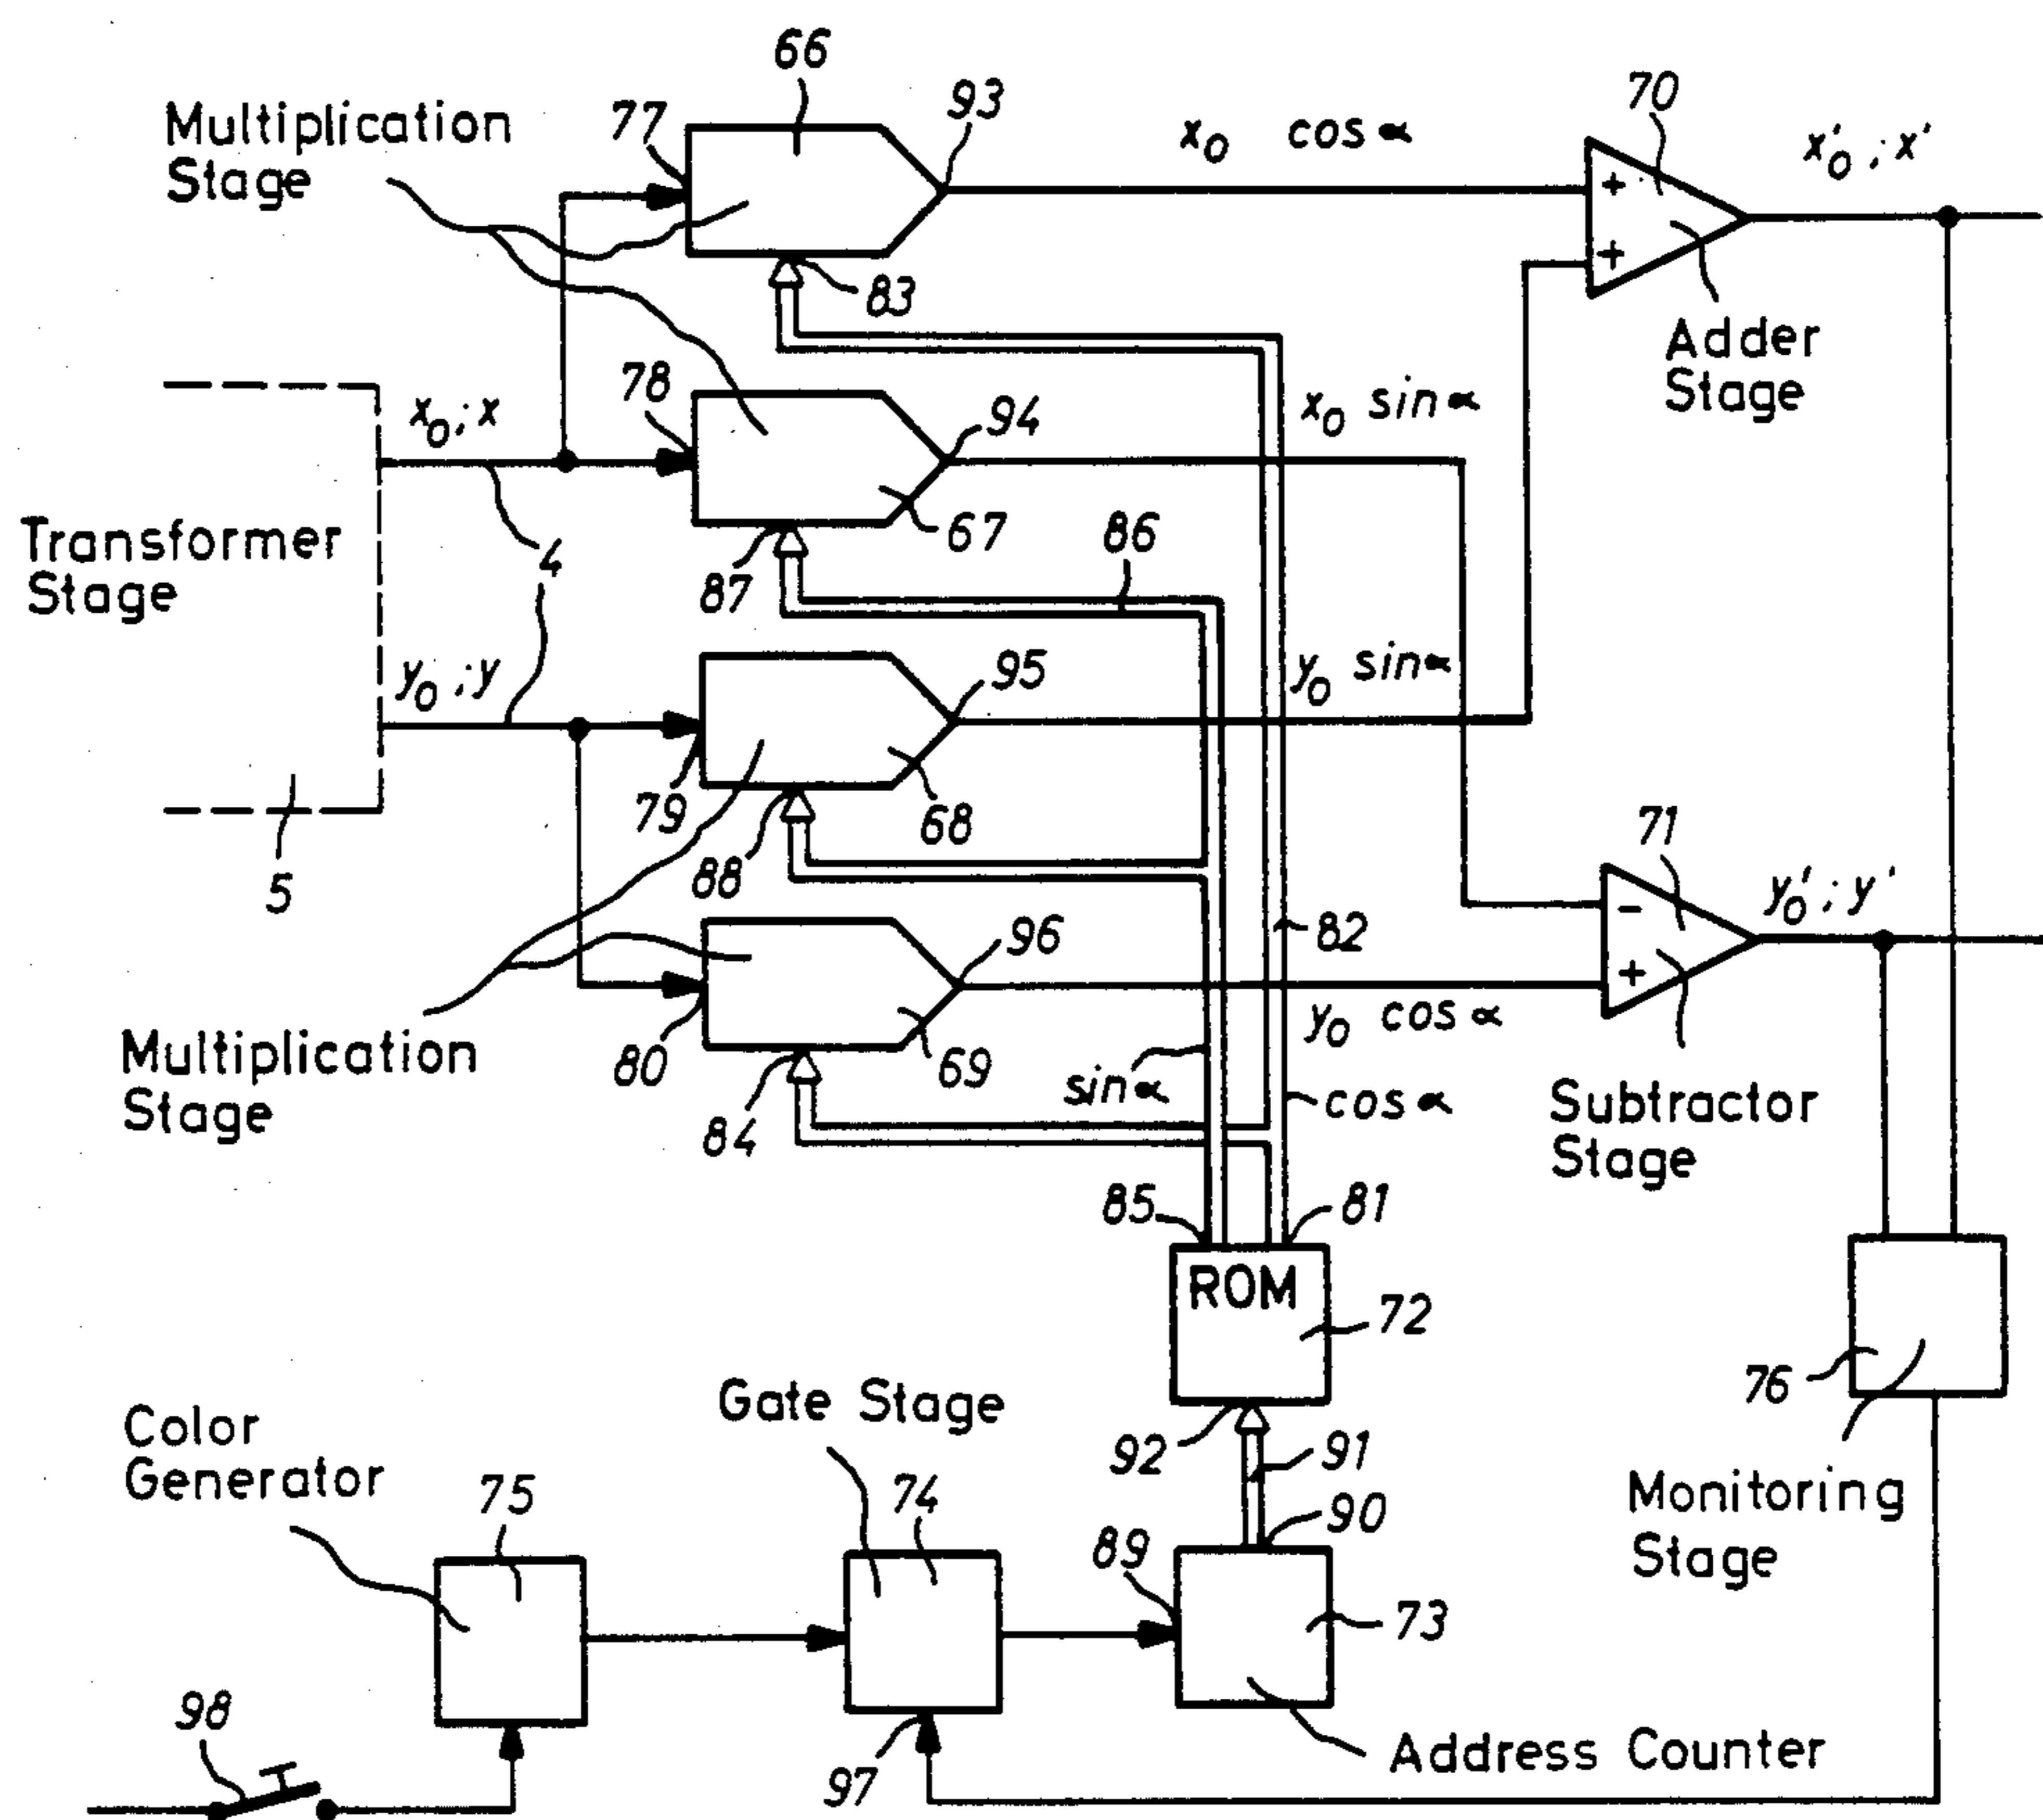 66
70
Multiplication
Stage
77
93
x₀ cos α
x₀′ ; x′
83
Adder
Stage
78
94
x₀ sin α
x₀ ; x
Transformer
Stage
4
67
86
87
95
y₀ sin α
y₀ ; y
79
68
71
5
88
y₀′ ; y′
96
82
y₀ cos α
Multiplication
Stage
80
69
sin α
cos α
84
Subtractor
Stage
85
81
ROM
72
76
Gate Stage
Color
Generator
92
91
75
74
90
Monitoring
Stage
89
73
98
97
Address Counter